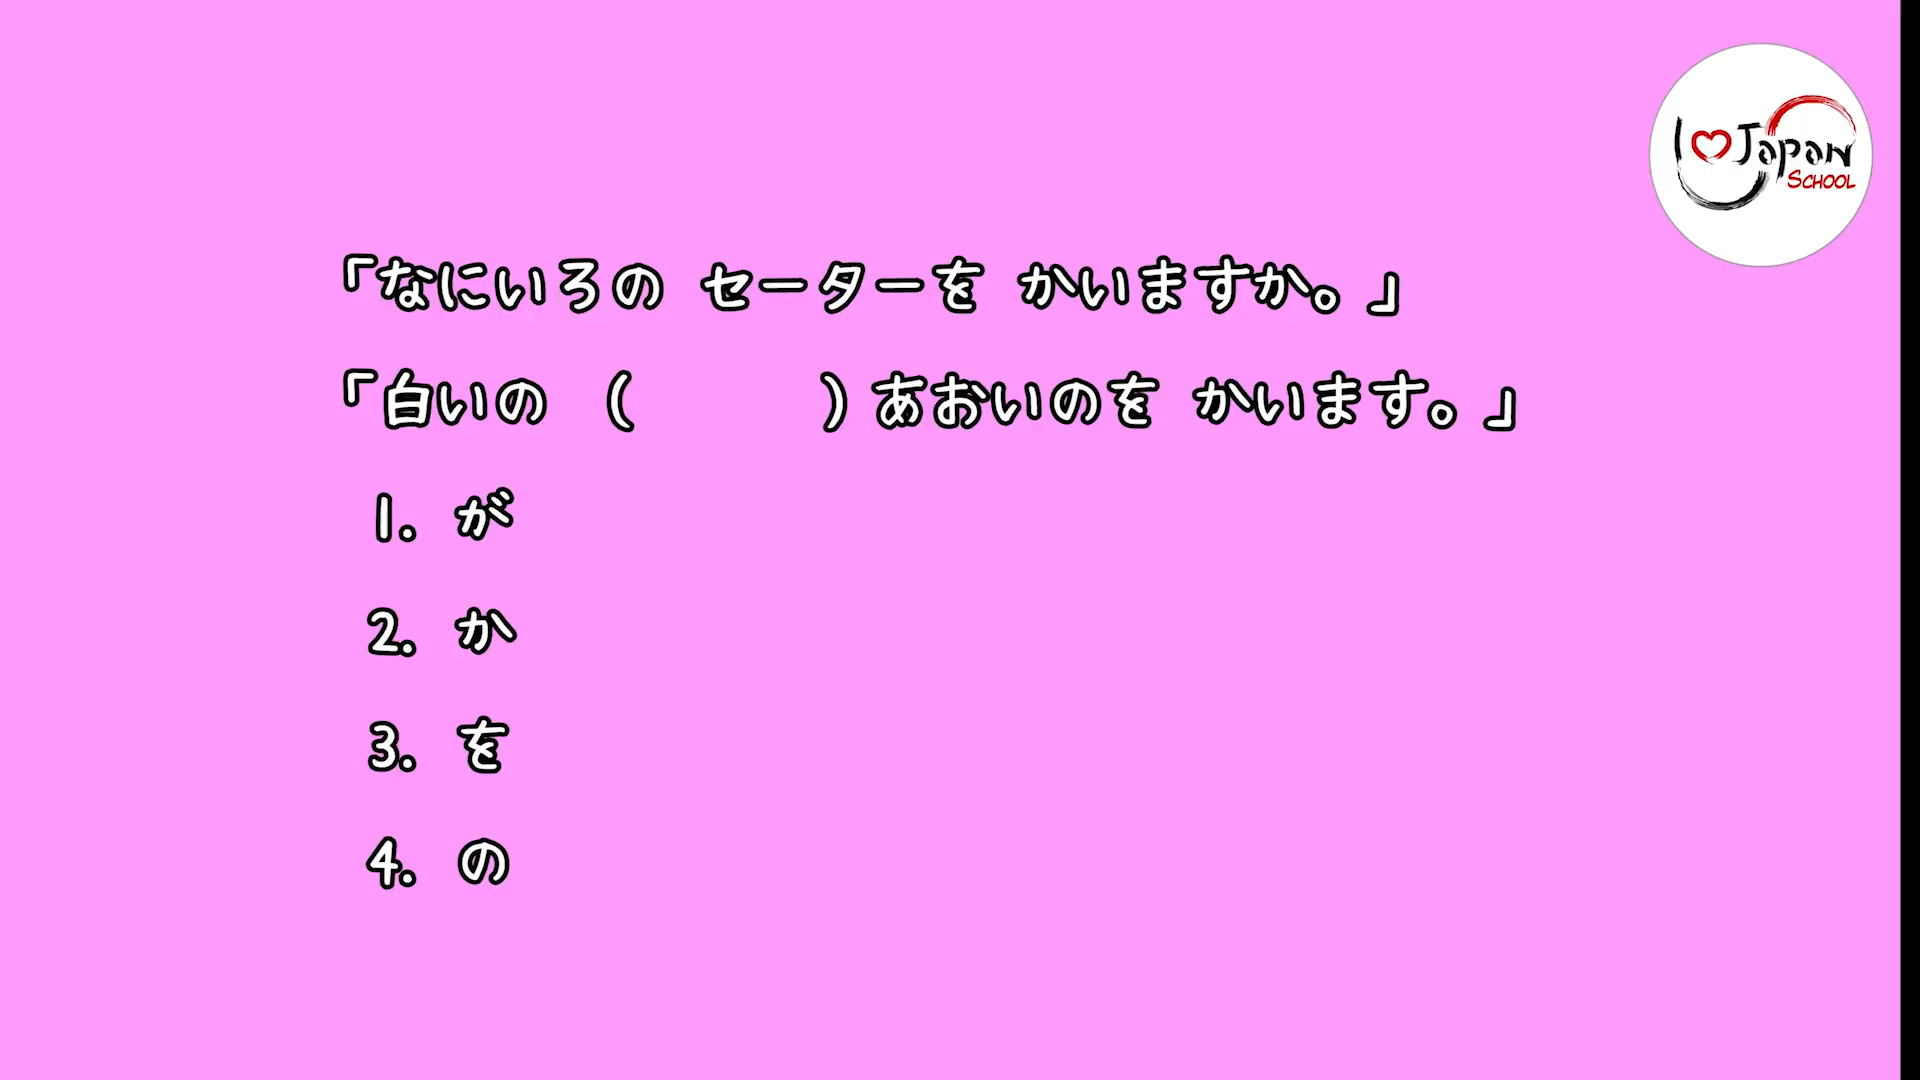 I ♡ Japan
SCHOOL
「なにいろの セーターを かいますか。」
「白いの （　　　）あおいのを かいます。」
1. が
2. か
3. を
4. の